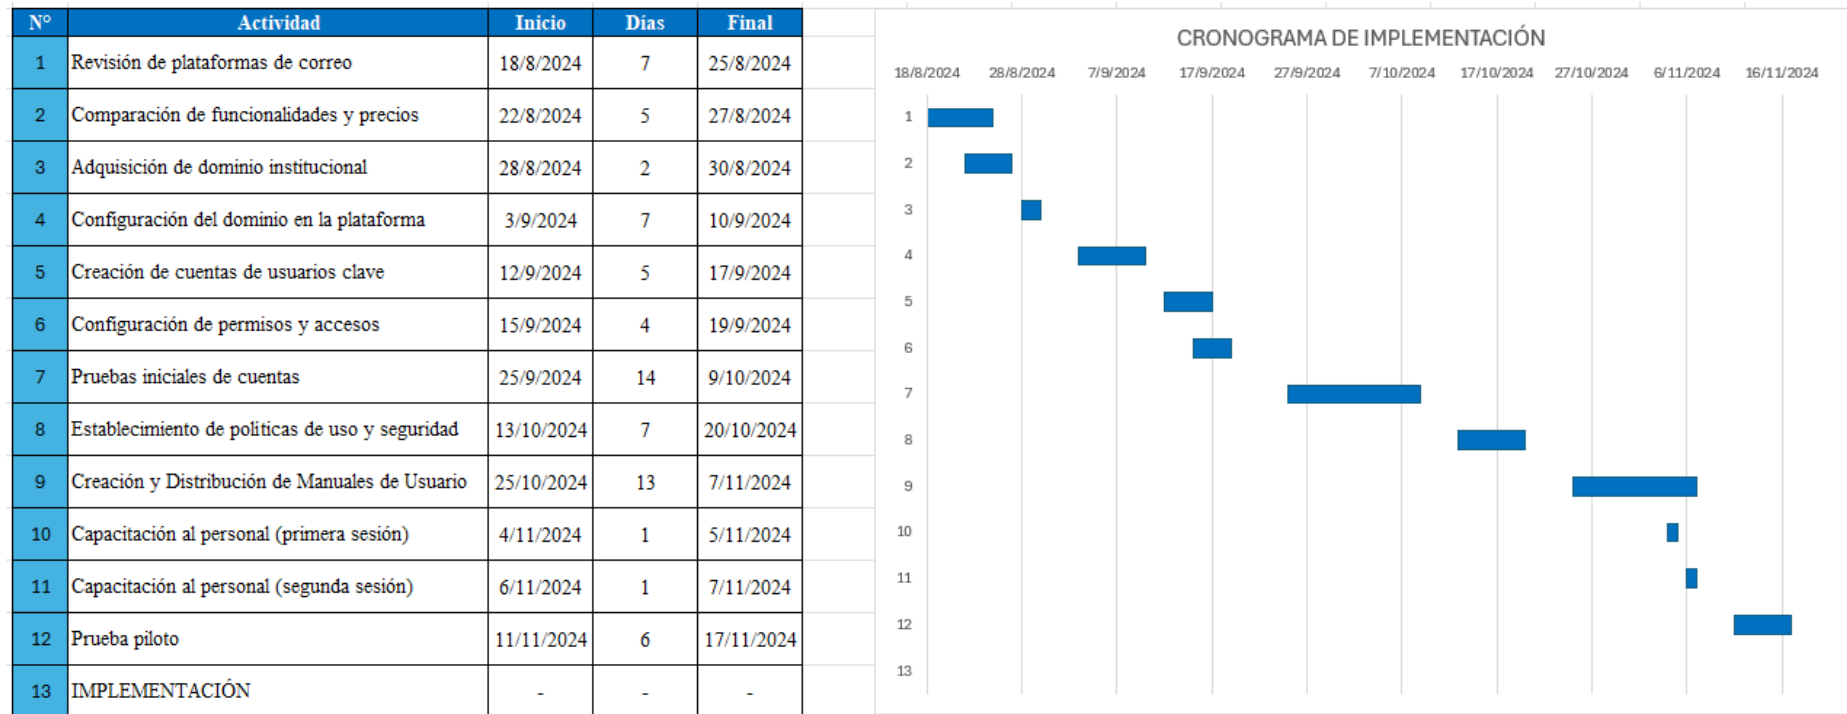 N° Actividad Inicio Días Final
1 Revisión de plataformas de correo 18/8/2024 7 25/8/2024
2 Comparación de funcionalidades y precios 22/8/2024 5 27/8/2024
3 Adquisición de dominio institucional 28/8/2024 2 30/8/2024
4 Configuración del dominio en la plataforma 3/9/2024 7 10/9/2024
5 Creación de cuentas de usuarios clave 12/9/2024 5 17/9/2024
6 Configuración de permisos y accesos 15/9/2024 4 19/9/2024
7 Pruebas iniciales de cuentas 25/9/2024 14 9/10/2024
8 Establecimiento de políticas de uso y seguridad 13/10/2024 7 20/10/2024
9 Creación y Distribución de Manuales de Usuario 25/10/2024 13 7/11/2024
10 Capacitación al personal (primera sesión) 4/11/2024 1 5/11/2024
11 Capacitación al personal (segunda sesión) 6/11/2024 1 7/11/2024
12 Prueba piloto 11/11/2024 6 17/11/2024
13 IMPLEMENTACIÓN - - -
CRONOGRAMA DE IMPLEMENTACIÓN
18/8/2024 28/8/2024 7/9/2024 17/9/2024 27/9/2024 7/10/2024 17/10/2024 27/10/2024 6/11/2024 16/11/2024
1
2
3
4
5
6
7
8
9
10
11
12
13